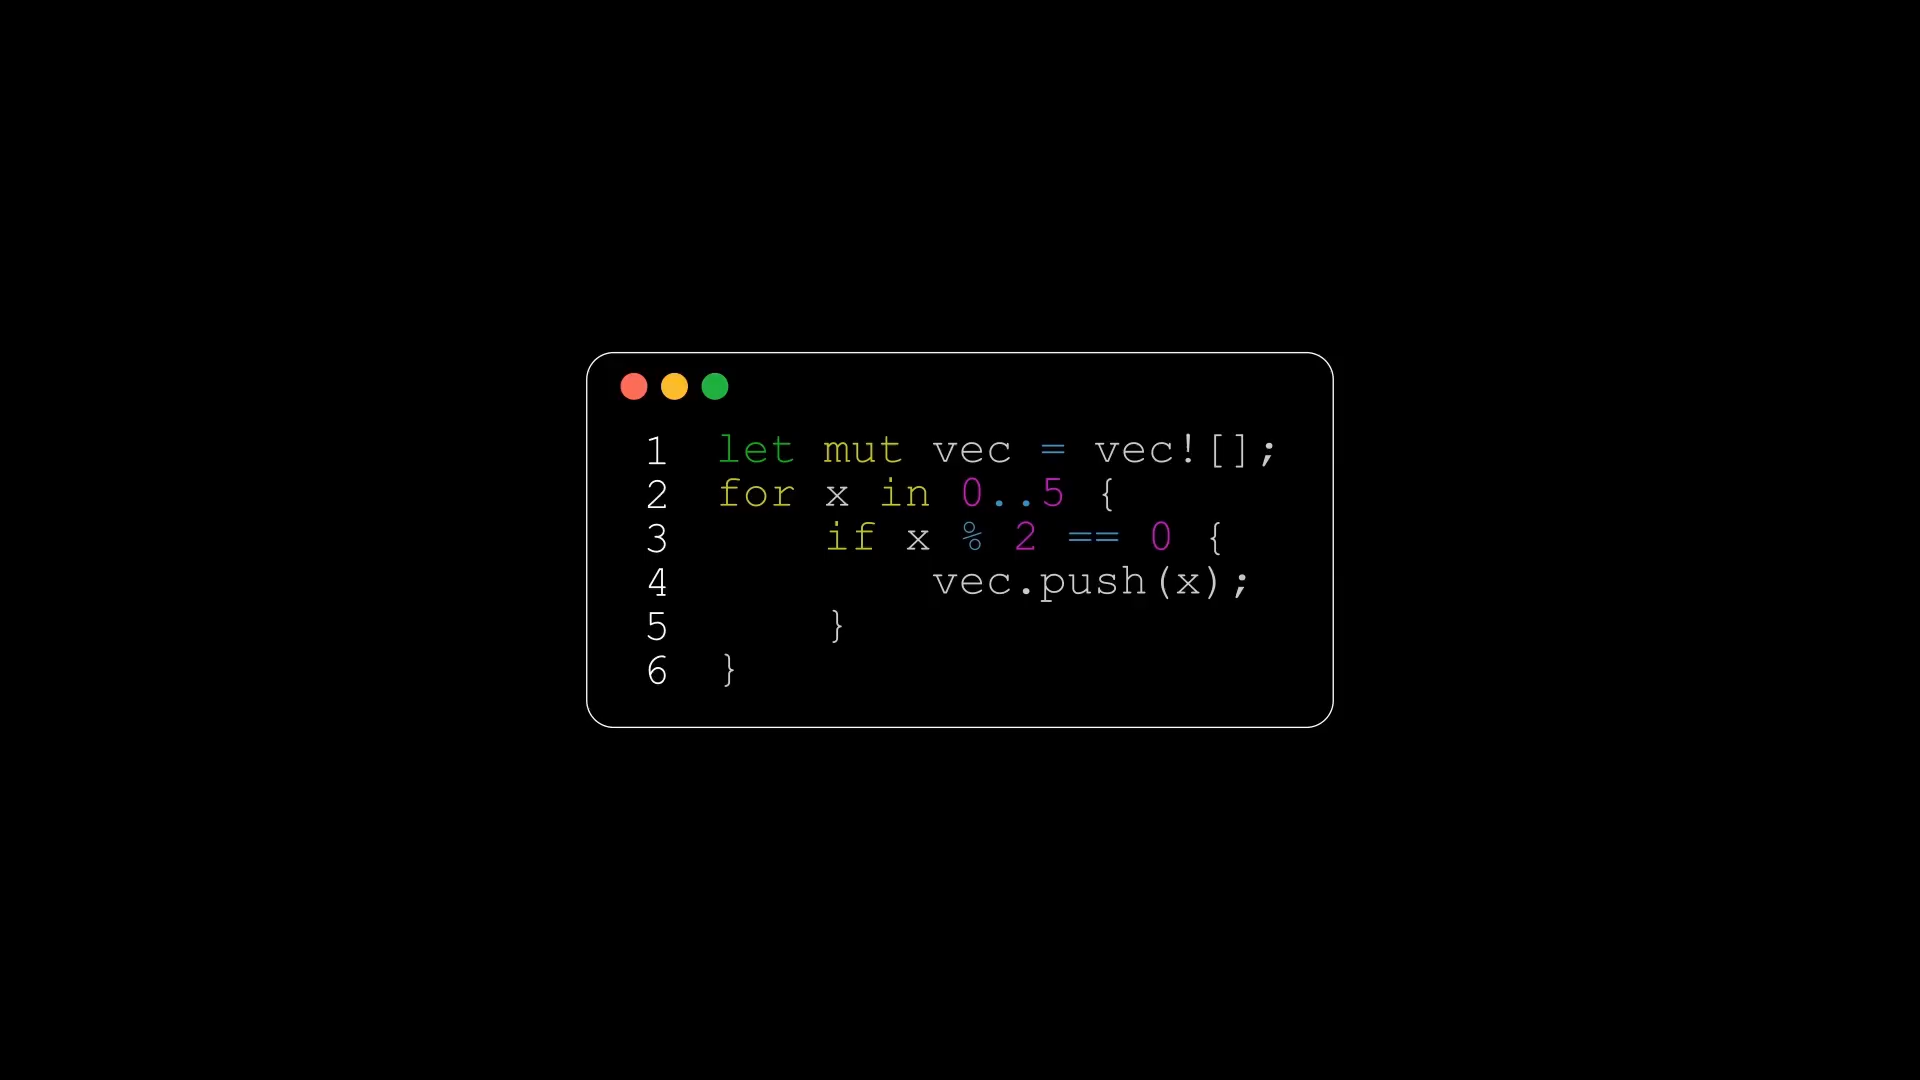 1 let mut vec = vec![];
2 for x in 0..5 {
3     if x % 2 == 0 {
4         vec.push(x);
5     }
6 }